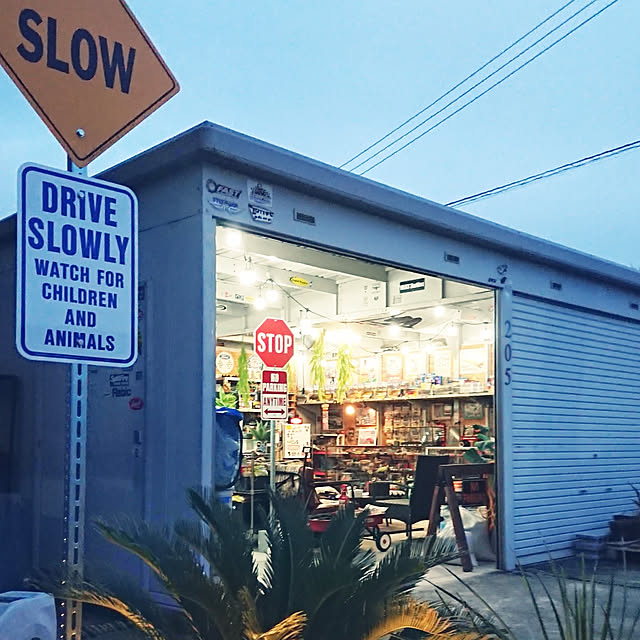 SLOW
DRIVE
SLOWLY
WATCH FOR
CHILDREN
AND
ANIMALS
STOP
NO
PARKING
ANYTIME
205